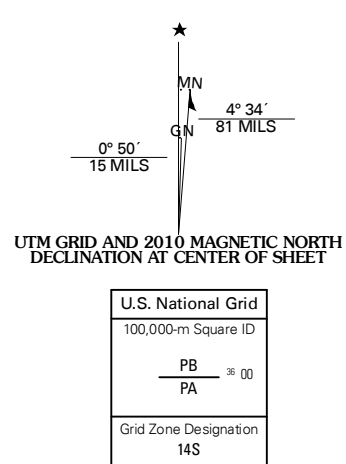 ★
MN
4° 34´
81 MILS
GN
0° 50´
15 MILS
UTM GRID AND 2010 MAGNETIC NORTH
DECLINATION AT CENTER OF SHEET
U.S. National Grid
100,000-m Square ID
PB
36 00
PA
Grid Zone Designation
14S